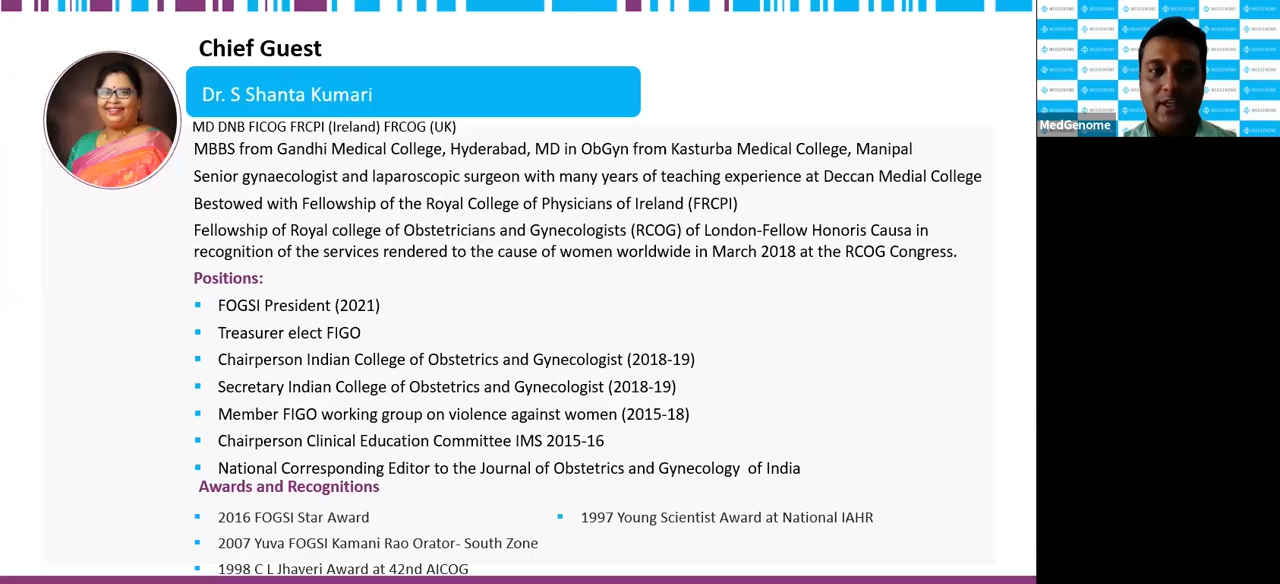 Chief Guest
Dr. S Shanta Kumari
MD DNB FICOG FRCPI (Ireland) FRCOG (UK)
MBBS from Gandhi Medical College, Hyderabad, MD in ObGyn from Kasturba Medical College, Manipal
Senior gynaecologist and laparoscopic surgeon with many years of teaching experience at Deccan Medial College
Bestowed with Fellowship of the Royal College of Physicians of Ireland (FRCPI)
Fellowship of Royal college of Obstetricians and Gynecologists (RCOG) of London-Fellow Honoris Causa in
recognition of the services rendered to the cause of women worldwide in March 2018 at the RCOG Congress.
Positions:
FOGSI President (2021)
Treasurer elect FIGO
Chairperson Indian College of Obstetrics and Gynecologist (2018-19)
Secretary Indian College of Obstetrics and Gynecologist (2018-19)
Member FIGO working group on violence against women (2015-18)
Chairperson Clinical Education Committee IMS 2015-16
National Corresponding Editor to the Journal of Obstetrics and Gynecology of India
Awards and Recognitions
2016 FOGSI Star Award
1997 Young Scientist Award at National IAHR
2007 Yuva FOGSI Kamani Rao Orator- South Zone
1998 C L Jhaveri Award at 42nd AICOG
MedGenome